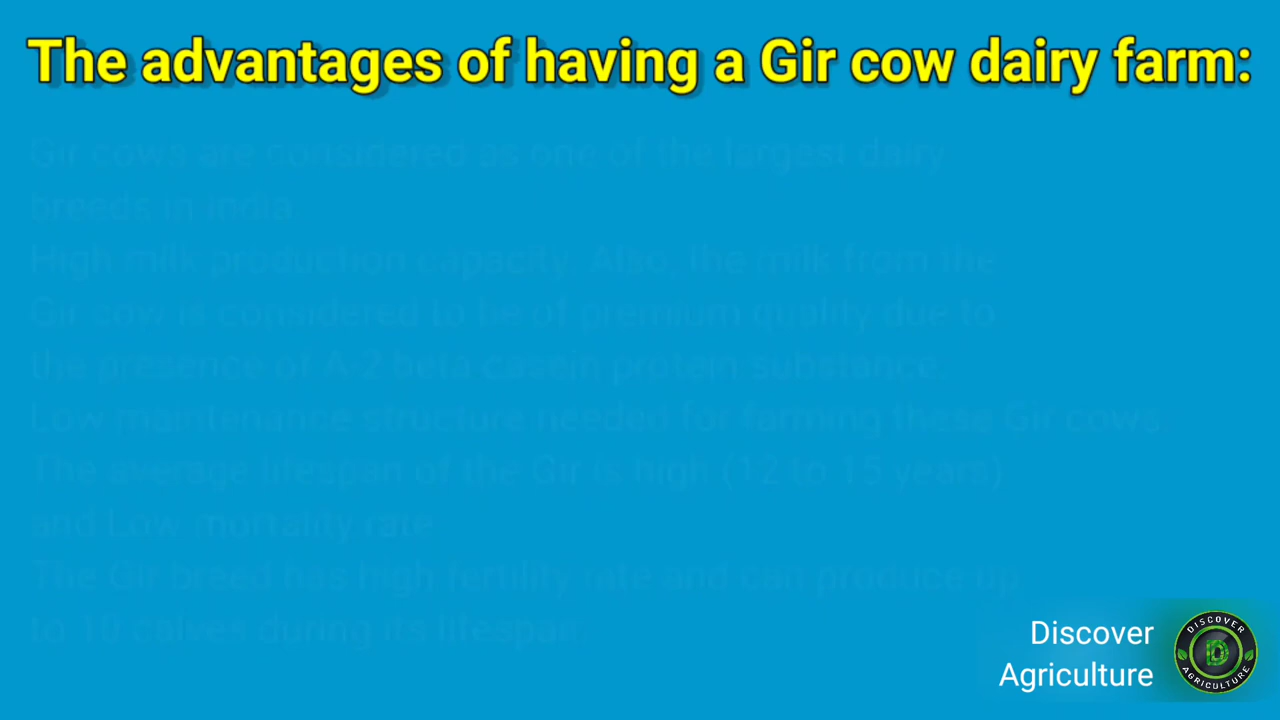 The advantages of having a Gir cow dairy farm:
Gir cows are considered as one of the largest dairy
breeds in India
High milk production capacity. Also, the milk from the
Gir cow is considered to be of premium quality due to
the presence of A-2 beta casein protein substance.
Low maintenance structure needed for farming these Gir cows
The average lifespan of the Gir is high (12 to 15 years)
and Low mortality rate
The Gir breed has high fertility rate and can produce up
to 10 calves during its lifespan
Discover
Agriculture
DISCOVER
D
AGRICULTURE